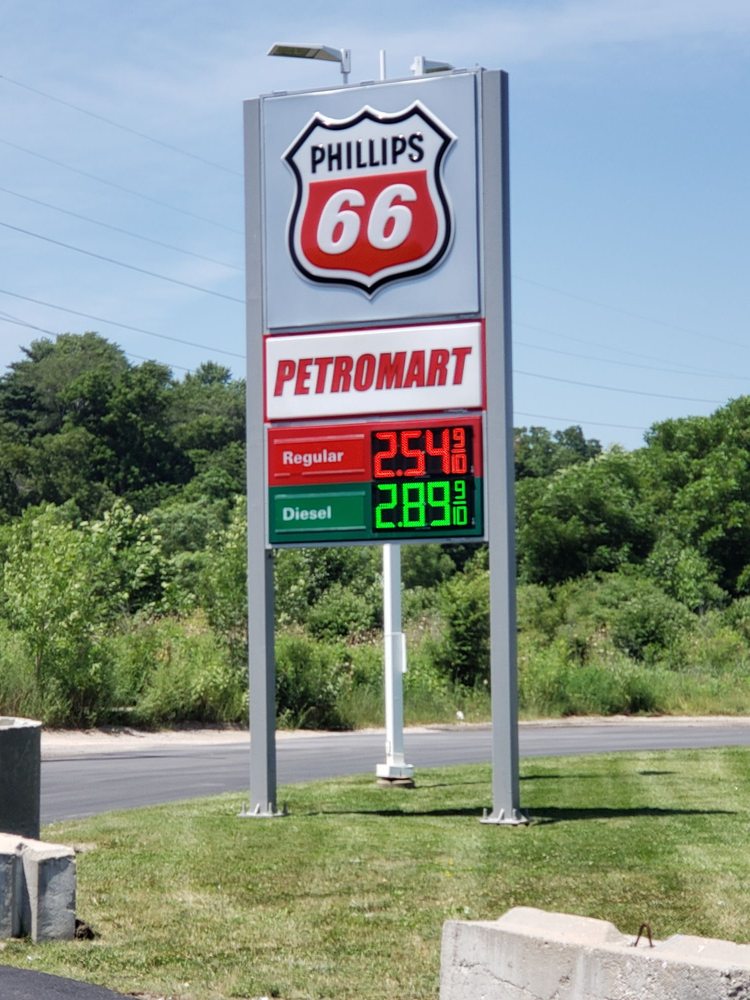 PHILLIPS
66
PETROMART
Regular 2.54 9/10
Diesel 2.89 9/10